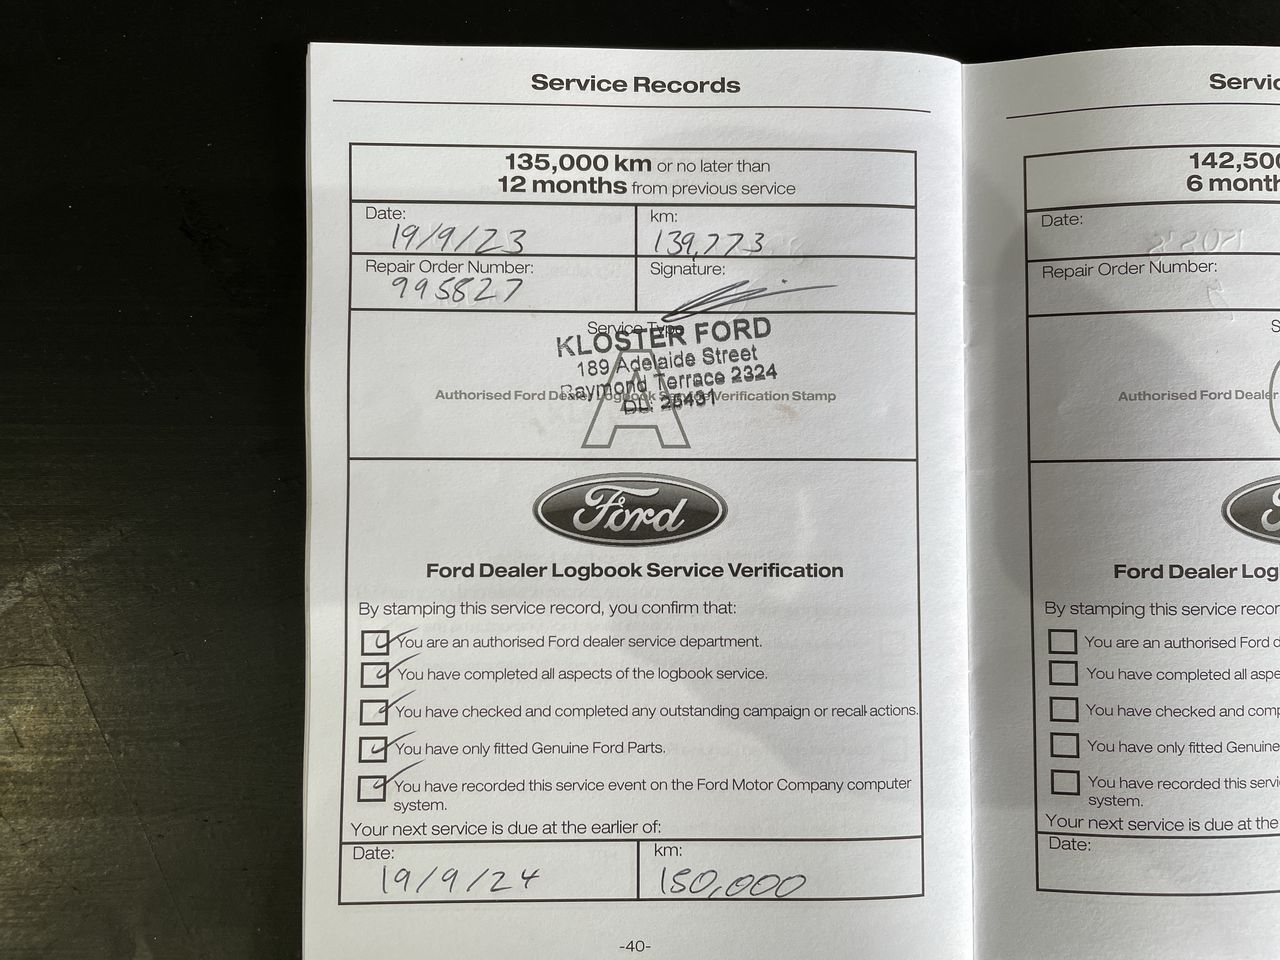 Service Records
135,000 km or no later than
12 months from previous service
Date:
19/9/23
km:
139,773
Repair Order Number:
995827
Signature:
Service Type
A
KLOSTER FORD
189 Adelaide Street
Raymond Terrace 2324
DL: 25431
Authorised Ford Dealer Logbook Service Verification Stamp
Ford
Ford Dealer Logbook Service Verification
By stamping this service record, you confirm that:
You are an authorised Ford dealer service department.
You have completed all aspects of the logbook service.
You have checked and completed any outstanding campaign or recall actions.
You have only fitted Genuine Ford Parts.
You have recorded this service event on the Ford Motor Company computer
system.
Your next service is due at the earlier of:
Date:
19/9/24
km:
150,000
-40-
Servic
142,500
6 month
Date:
Repair Order Number:
S
Authorised Ford Dealer
Ford Dealer Log
By stamping this service recor
You are an authorised Ford d
You have completed all aspe
You have checked and comp
You have only fitted Genuine
You have recorded this servi
system.
Your next service is due at the
Date: